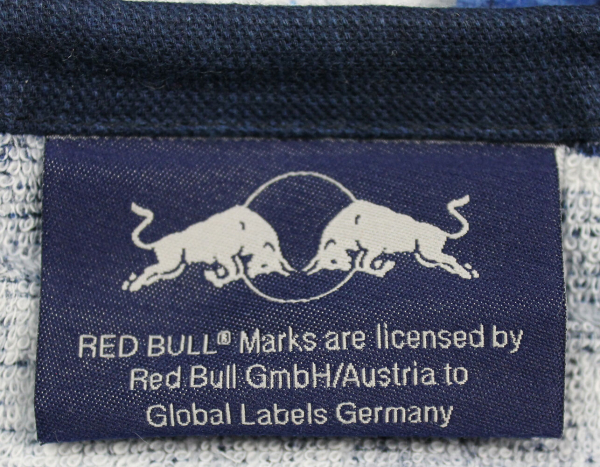 RED BULL® Marks are licensed by
Red Bull GmbH/Austria to
Global Labels Germany